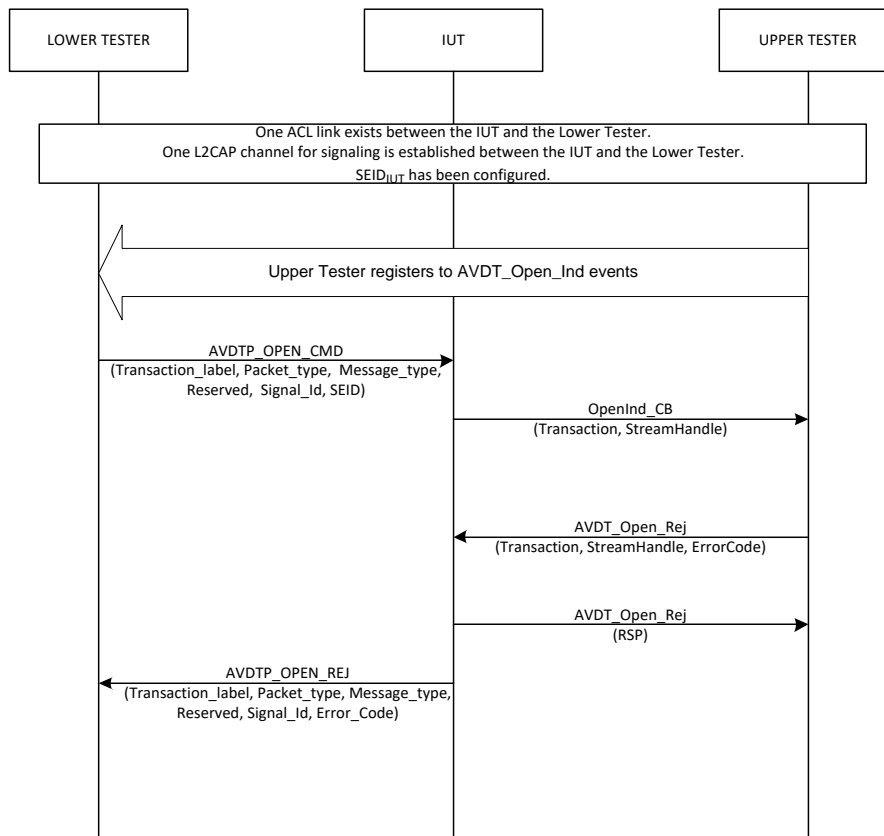 LOWER TESTER
IUT
UPPER TESTER
One ACL link exists between the IUT and the Lower Tester.
One L2CAP channel for signaling is established between the IUT and the Lower Tester.
SEIDIUT has been configured.
Upper Tester registers to AVDT_Open_Ind events
AVDTP_OPEN_CMD
(Transaction_label, Packet_type, Message_type,
Reserved, Signal_Id, SEID)
OpenInd_CB
(Transaction, StreamHandle)
AVDT_Open_Rej
(Transaction, StreamHandle, ErrorCode)
AVDT_Open_Rej
(RSP)
AVDTP_OPEN_REJ
(Transaction_label, Packet_type, Message_type,
Reserved, Signal_Id, Error_Code)